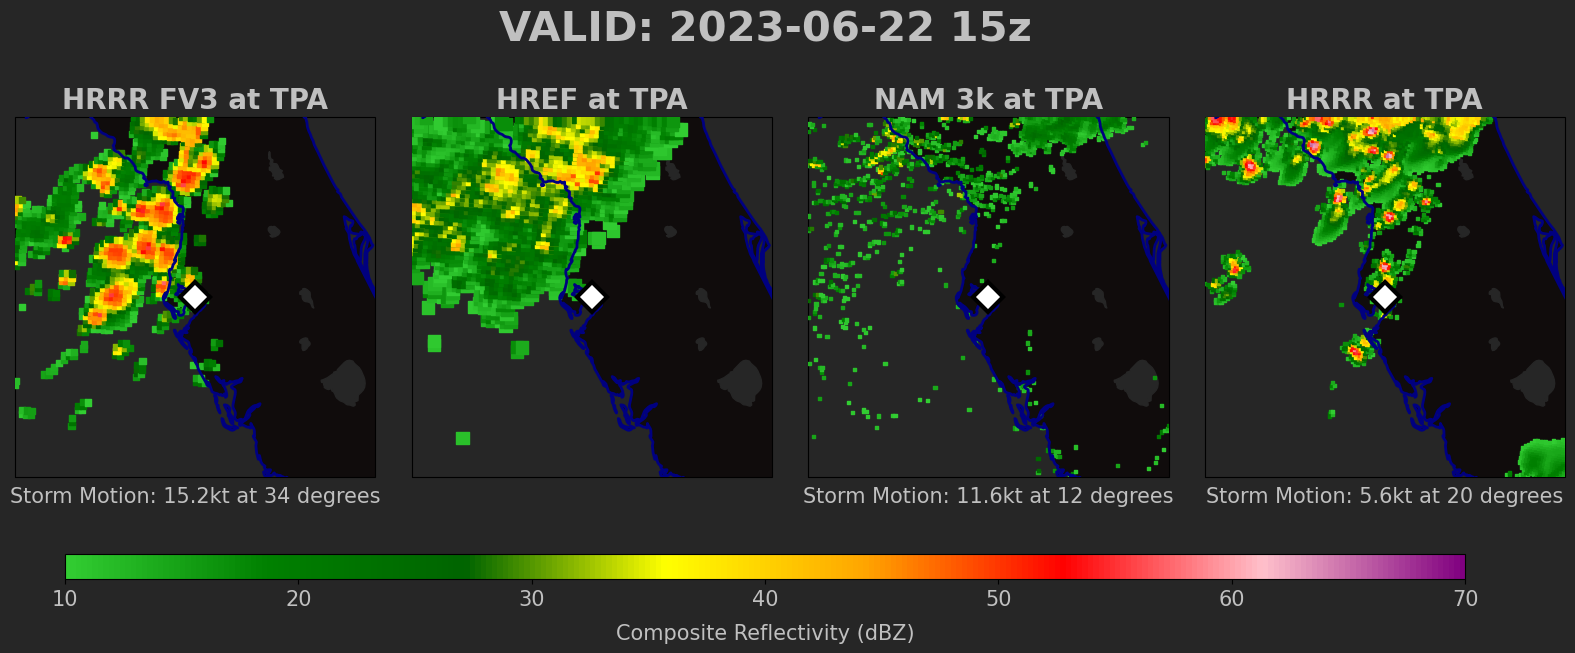 VALID: 2023-06-22 15z
HRRR FV3 at TPA
HREF at TPA
NAM 3k at TPA
HRRR at TPA
Storm Motion: 15.2kt at 34 degrees
Storm Motion: 11.6kt at 12 degrees
Storm Motion: 5.6kt at 20 degrees
10 20 30 40 50 60 70
Composite Reflectivity (dBZ)